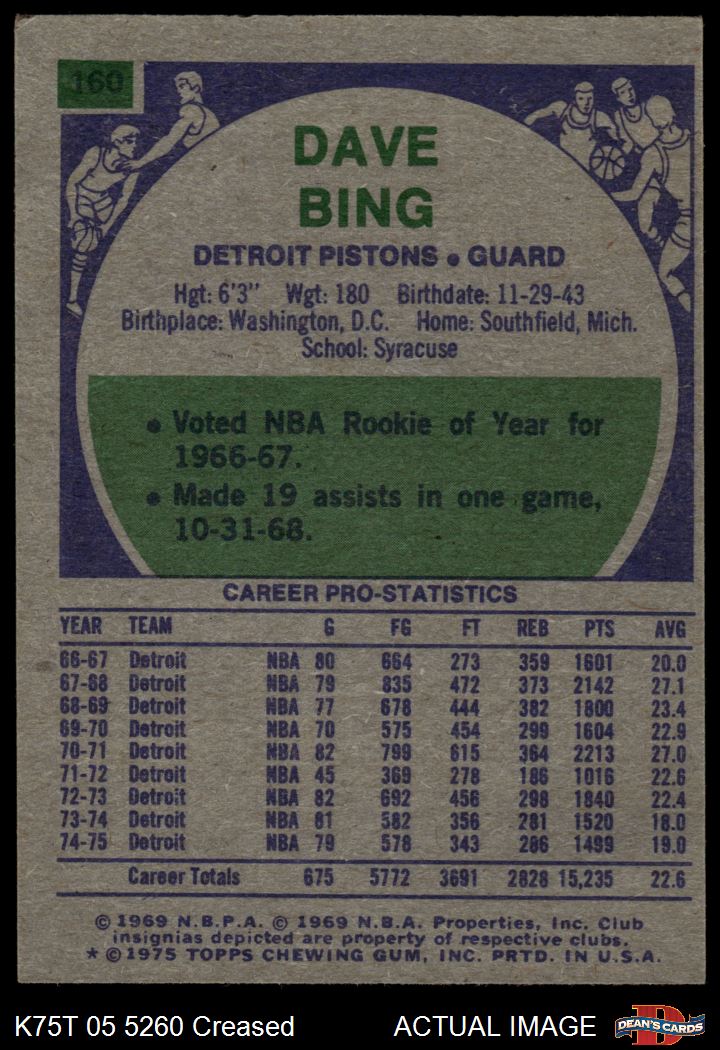 160
DAVE
BING
DETROIT PISTONS • GUARD
Hgt: 6'3" Wgt: 180 Birthdate: 11-29-43
Birthplace: Washington, D.C. Home: Southfield, Mich.
School: Syracuse
• Voted NBA Rookie of Year for
1966-67.
• Made 19 assists in one game,
10-31-68.
CAREER PRO-STATISTICS
YEAR TEAM G FG FT REB PTS AVG
66-67 Detroit NBA 80 664 273 359 1601 20.0
67-68 Detroit NBA 79 835 472 373 2142 27.1
68-69 Detroit NBA 77 678 444 382 1800 23.4
69-70 Detroit NBA 70 575 454 299 1604 22.9
70-71 Detroit NBA 82 799 615 364 2213 27.0
71-72 Detroit NBA 45 369 278 186 1016 22.6
72-73 Detroit NBA 82 692 456 298 1840 22.4
73-74 Detroit NBA 81 582 356 281 1520 18.0
74-75 Detroit NBA 79 578 343 286 1499 19.0
Career Totals 675 5772 3691 2828 15,235 22.6
© 1969 N.B.P.A. © 1969 N.B.A. Properties, Inc. Club
insignias depicted are property of respective clubs.
* © 1975 TOPPS CHEWING GUM, INC. PRTD. IN U.S.A.
K75T 05 5260 Creased ACTUAL IMAGE DEAN'S CARDS